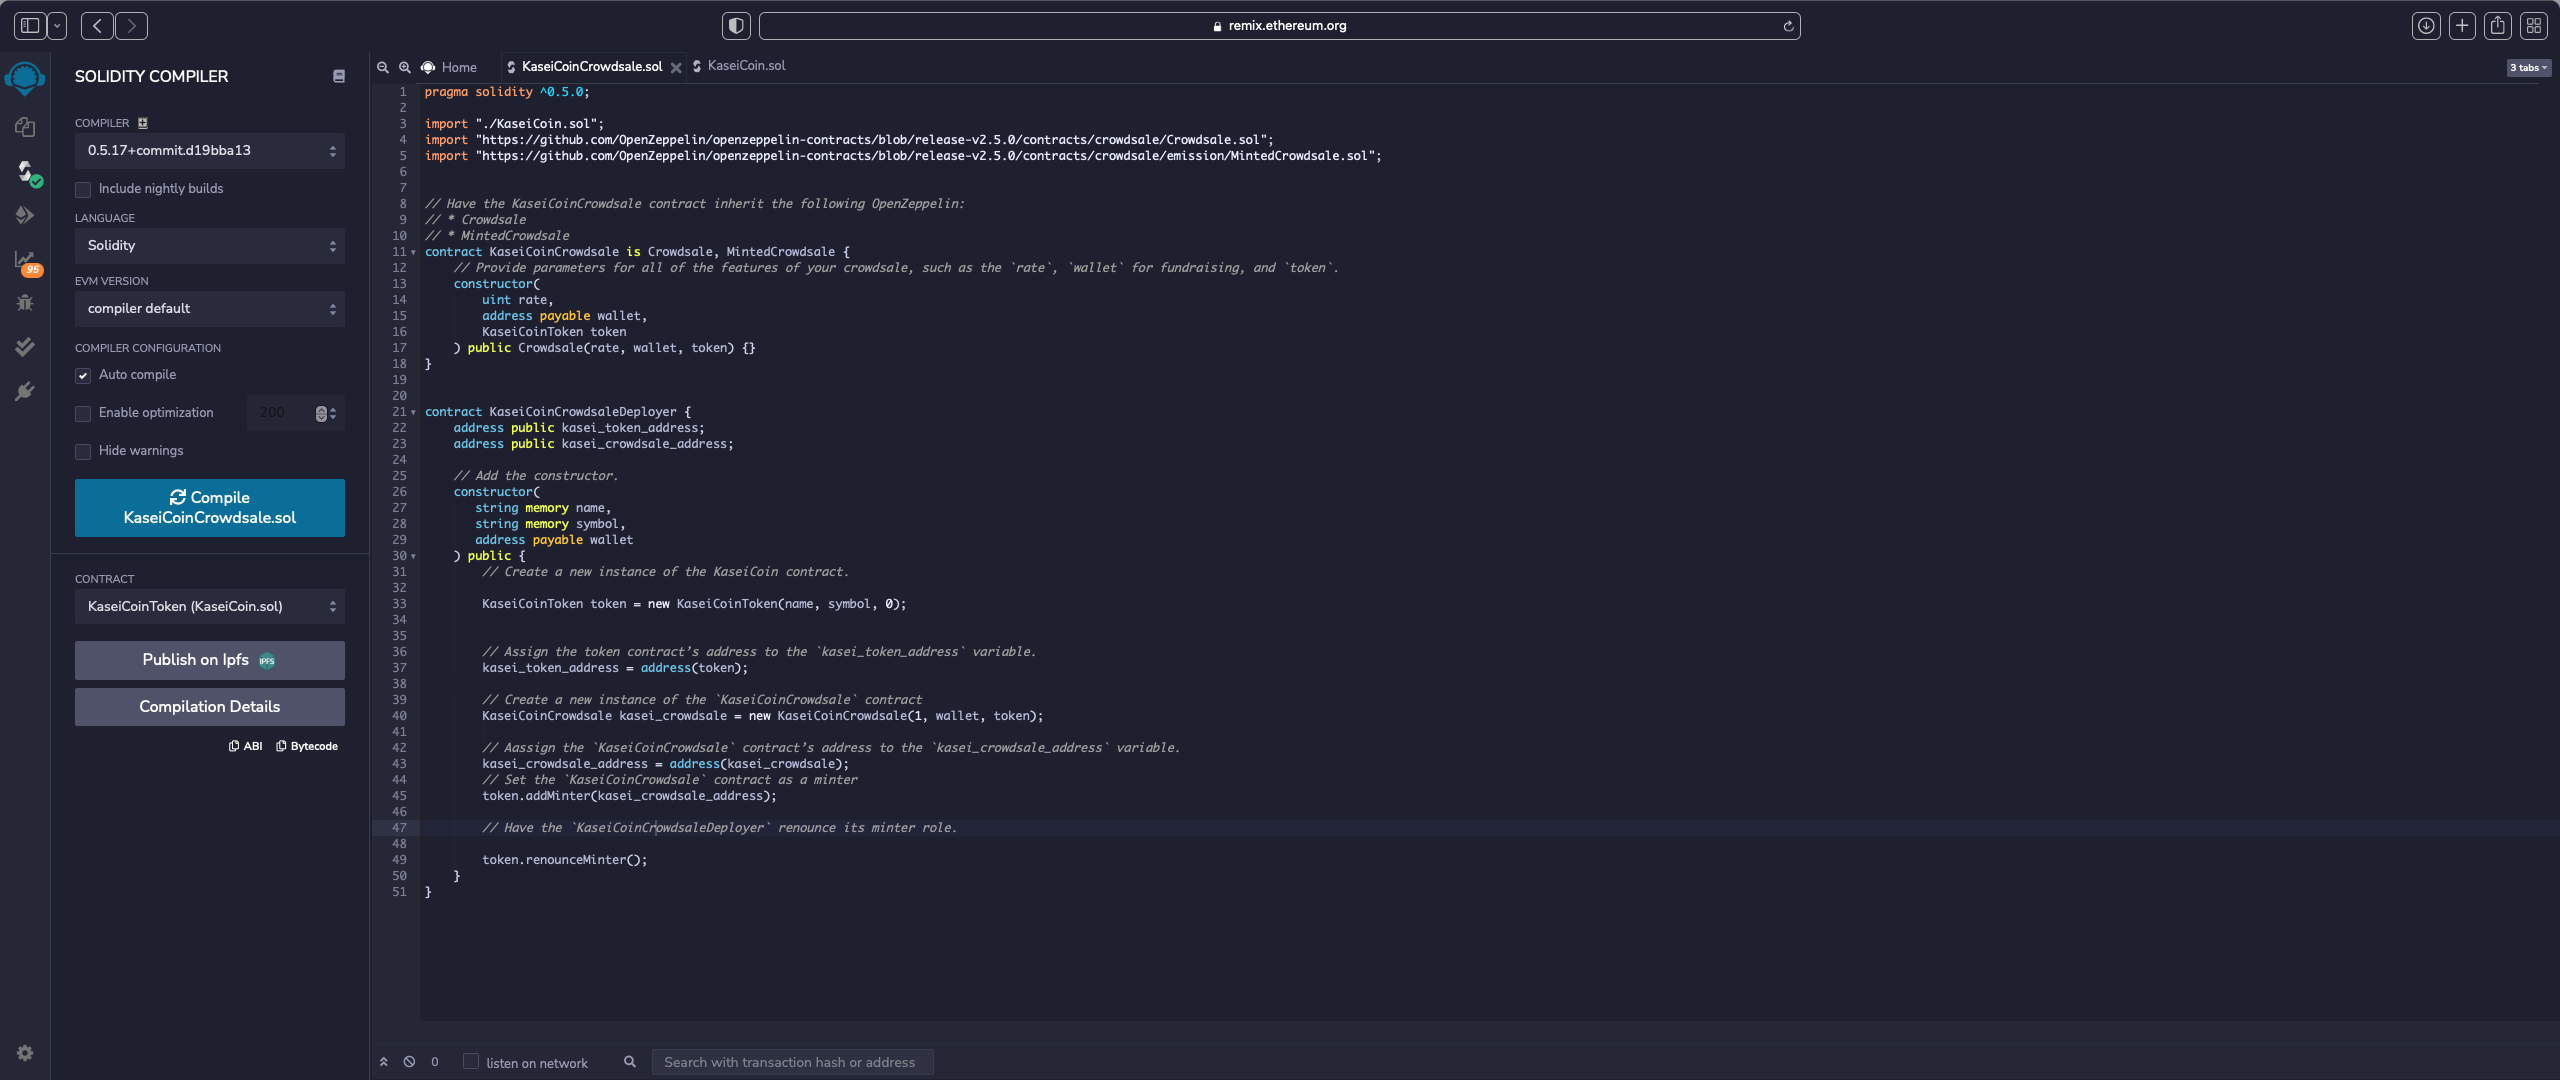 remix.ethereum.org
SOLIDITY COMPILER
COMPILER
0.5.17+commit.d19bba13
Include nightly builds
LANGUAGE
Solidity
EVM VERSION
compiler default
COMPILER CONFIGURATION
Auto compile
Enable optimization 200
Hide warnings
Compile
KaseiCoinCrowdsale.sol
CONTRACT
KaseiCoinToken (KaseiCoin.sol)
Publish on Ipfs IPFS
Compilation Details
ABI Bytecode
95
Home KaseiCoinCrowdsale.sol KaseiCoin.sol 3 tabs
1 pragma solidity ^0.5.0;
2
3 import "./KaseiCoin.sol";
4 import "https://github.com/OpenZeppelin/openzeppelin-contracts/blob/release-v2.5.0/contracts/crowdsale/Crowdsale.sol";
5 import "https://github.com/OpenZeppelin/openzeppelin-contracts/blob/release-v2.5.0/contracts/crowdsale/emission/MintedCrowdsale.sol";
6
7
8 // Have the KaseiCoinCrowdsale contract inherit the following OpenZeppelin:
9 // * Crowdsale
10 // * MintedCrowdsale
11 contract KaseiCoinCrowdsale is Crowdsale, MintedCrowdsale {
12 // Provide parameters for all of the features of your crowdsale, such as the `rate`, `wallet` for fundraising, and `token`.
13 constructor(
14 uint rate,
15 address payable wallet,
16 KaseiCoinToken token
17 ) public Crowdsale(rate, wallet, token) {}
18 }
19
20
21 contract KaseiCoinCrowdsaleDeployer {
22 address public kasei_token_address;
23 address public kasei_crowdsale_address;
24
25 // Add the constructor.
26 constructor(
27 string memory name,
28 string memory symbol,
29 address payable wallet
30 ) public {
31 // Create a new instance of the KaseiCoin contract.
32
33 KaseiCoinToken token = new KaseiCoinToken(name, symbol, 0);
34
35
36 // Assign the token contract’s address to the `kasei_token_address` variable.
37 kasei_token_address = address(token);
38
39 // Create a new instance of the `KaseiCoinCrowdsale` contract
40 KaseiCoinCrowdsale kasei_crowdsale = new KaseiCoinCrowdsale(1, wallet, token);
41
42 // Aassign the `KaseiCoinCrowdsale` contract’s address to the `kasei_crowdsale_address` variable.
43 kasei_crowdsale_address = address(kasei_crowdsale);
44 // Set the `KaseiCoinCrowdsale` contract as a minter
45 token.addMinter(kasei_crowdsale_address);
46
47 // Have the `KaseiCoinCrowdsaleDeployer` renounce its minter role.
48
49 token.renounceMinter();
50 }
51 }
0 listen on network Search with transaction hash or address